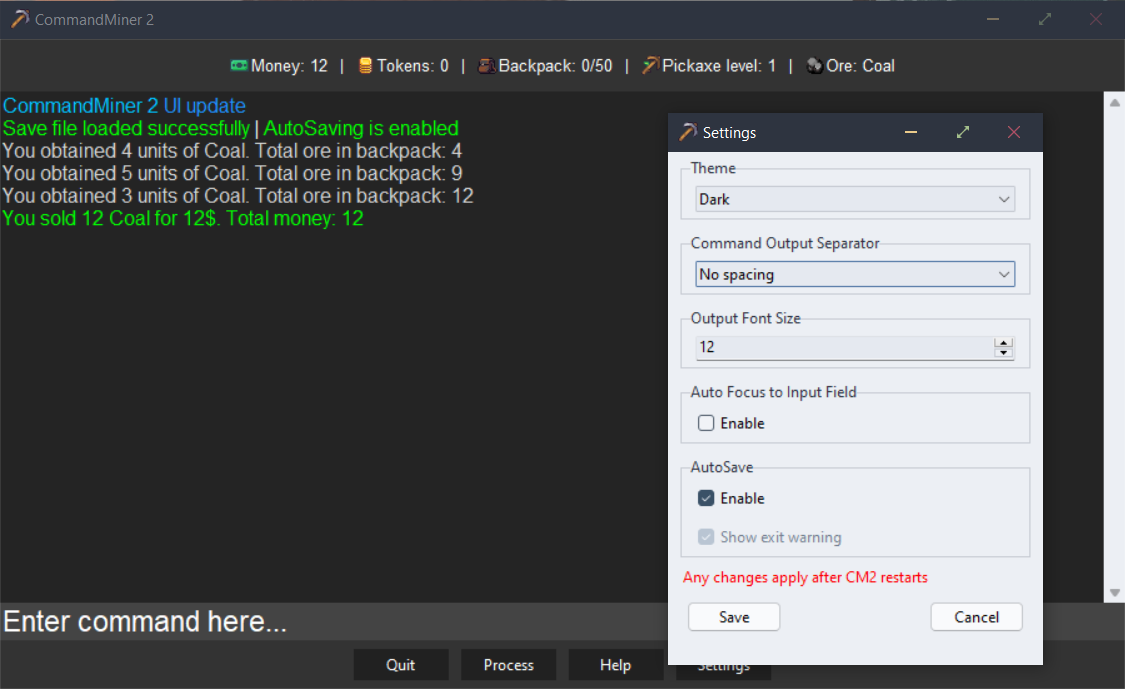 CommandMiner 2
Money: 12 | Tokens: 0 | Backpack: 0/50 | Pickaxe level: 1 | Ore: Coal
CommandMiner 2 UI update
Save file loaded successfully | AutoSaving is enabled
You obtained 4 units of Coal. Total ore in backpack: 4
You obtained 5 units of Coal. Total ore in backpack: 9
You obtained 3 units of Coal. Total ore in backpack: 12
You sold 12 Coal for 12$. Total money: 12
Enter command here...
Quit
Process
Help
Settings
Settings
Theme
Dark
Command Output Separator
No spacing
Output Font Size
12
Auto Focus to Input Field
Enable
AutoSave
Enable
Show exit warning
Any changes apply after CM2 restarts
Save
Cancel